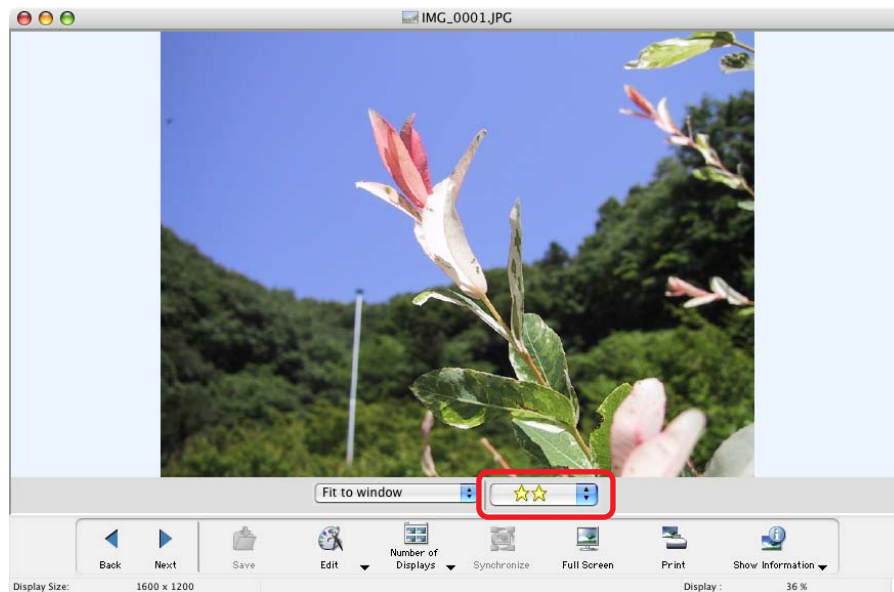 IMG_0001.JPG
Fit to window
Back Next Save Edit Number of Displays Synchronize Full Screen Print Show Information
Display Size: 1600 x 1200 Display : 36 %